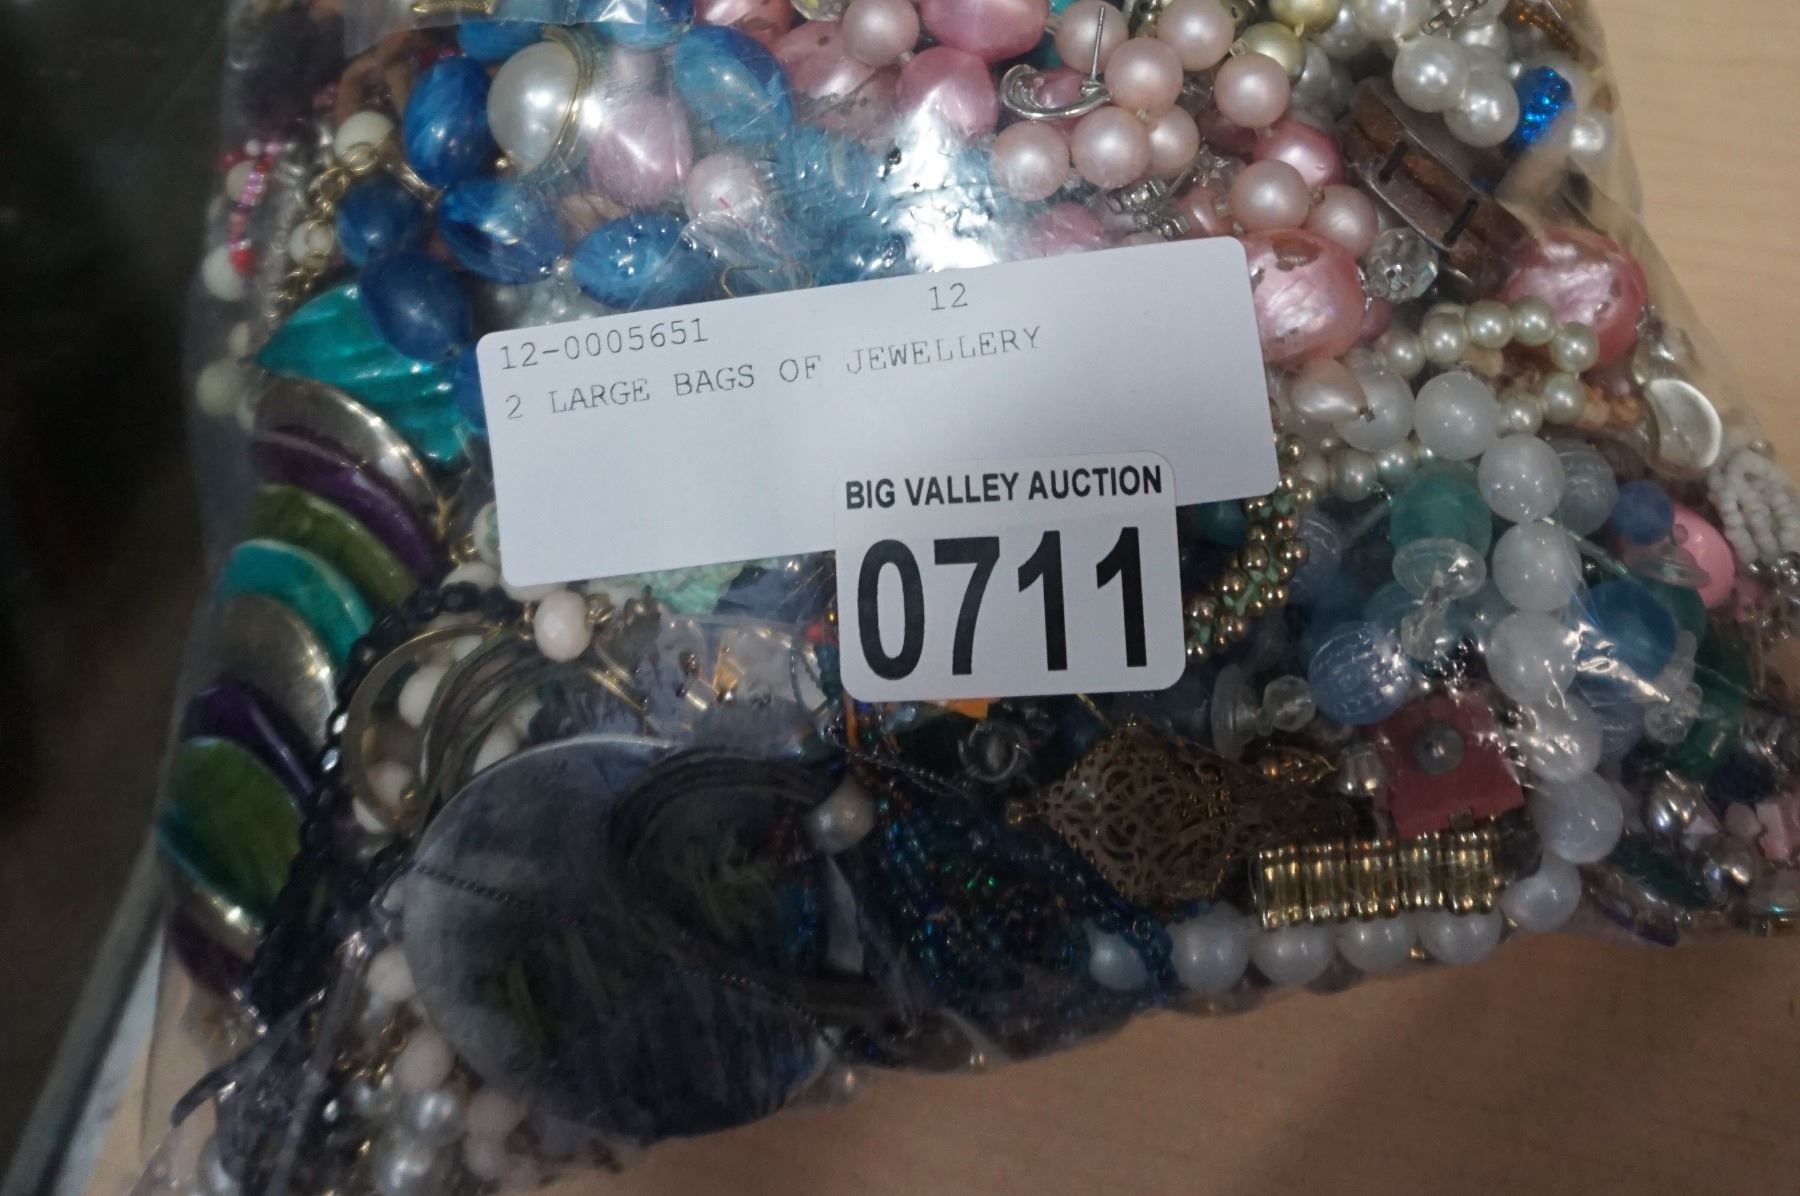 12-0005651 12
2 LARGE BAGS OF JEWELLERY
BIG VALLEY AUCTION
0711